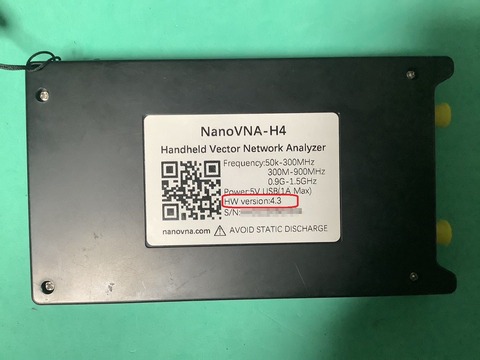 NanoVNA-H4
Handheld Vector Network Analyzer
Frequency:50k-300MHz
300M-900MHz
0.9G-1.5GHz
Power:5V USB(1A Max)
HW version:4.3
S/N:
nanovna.com AVOID STATIC DISCHARGE